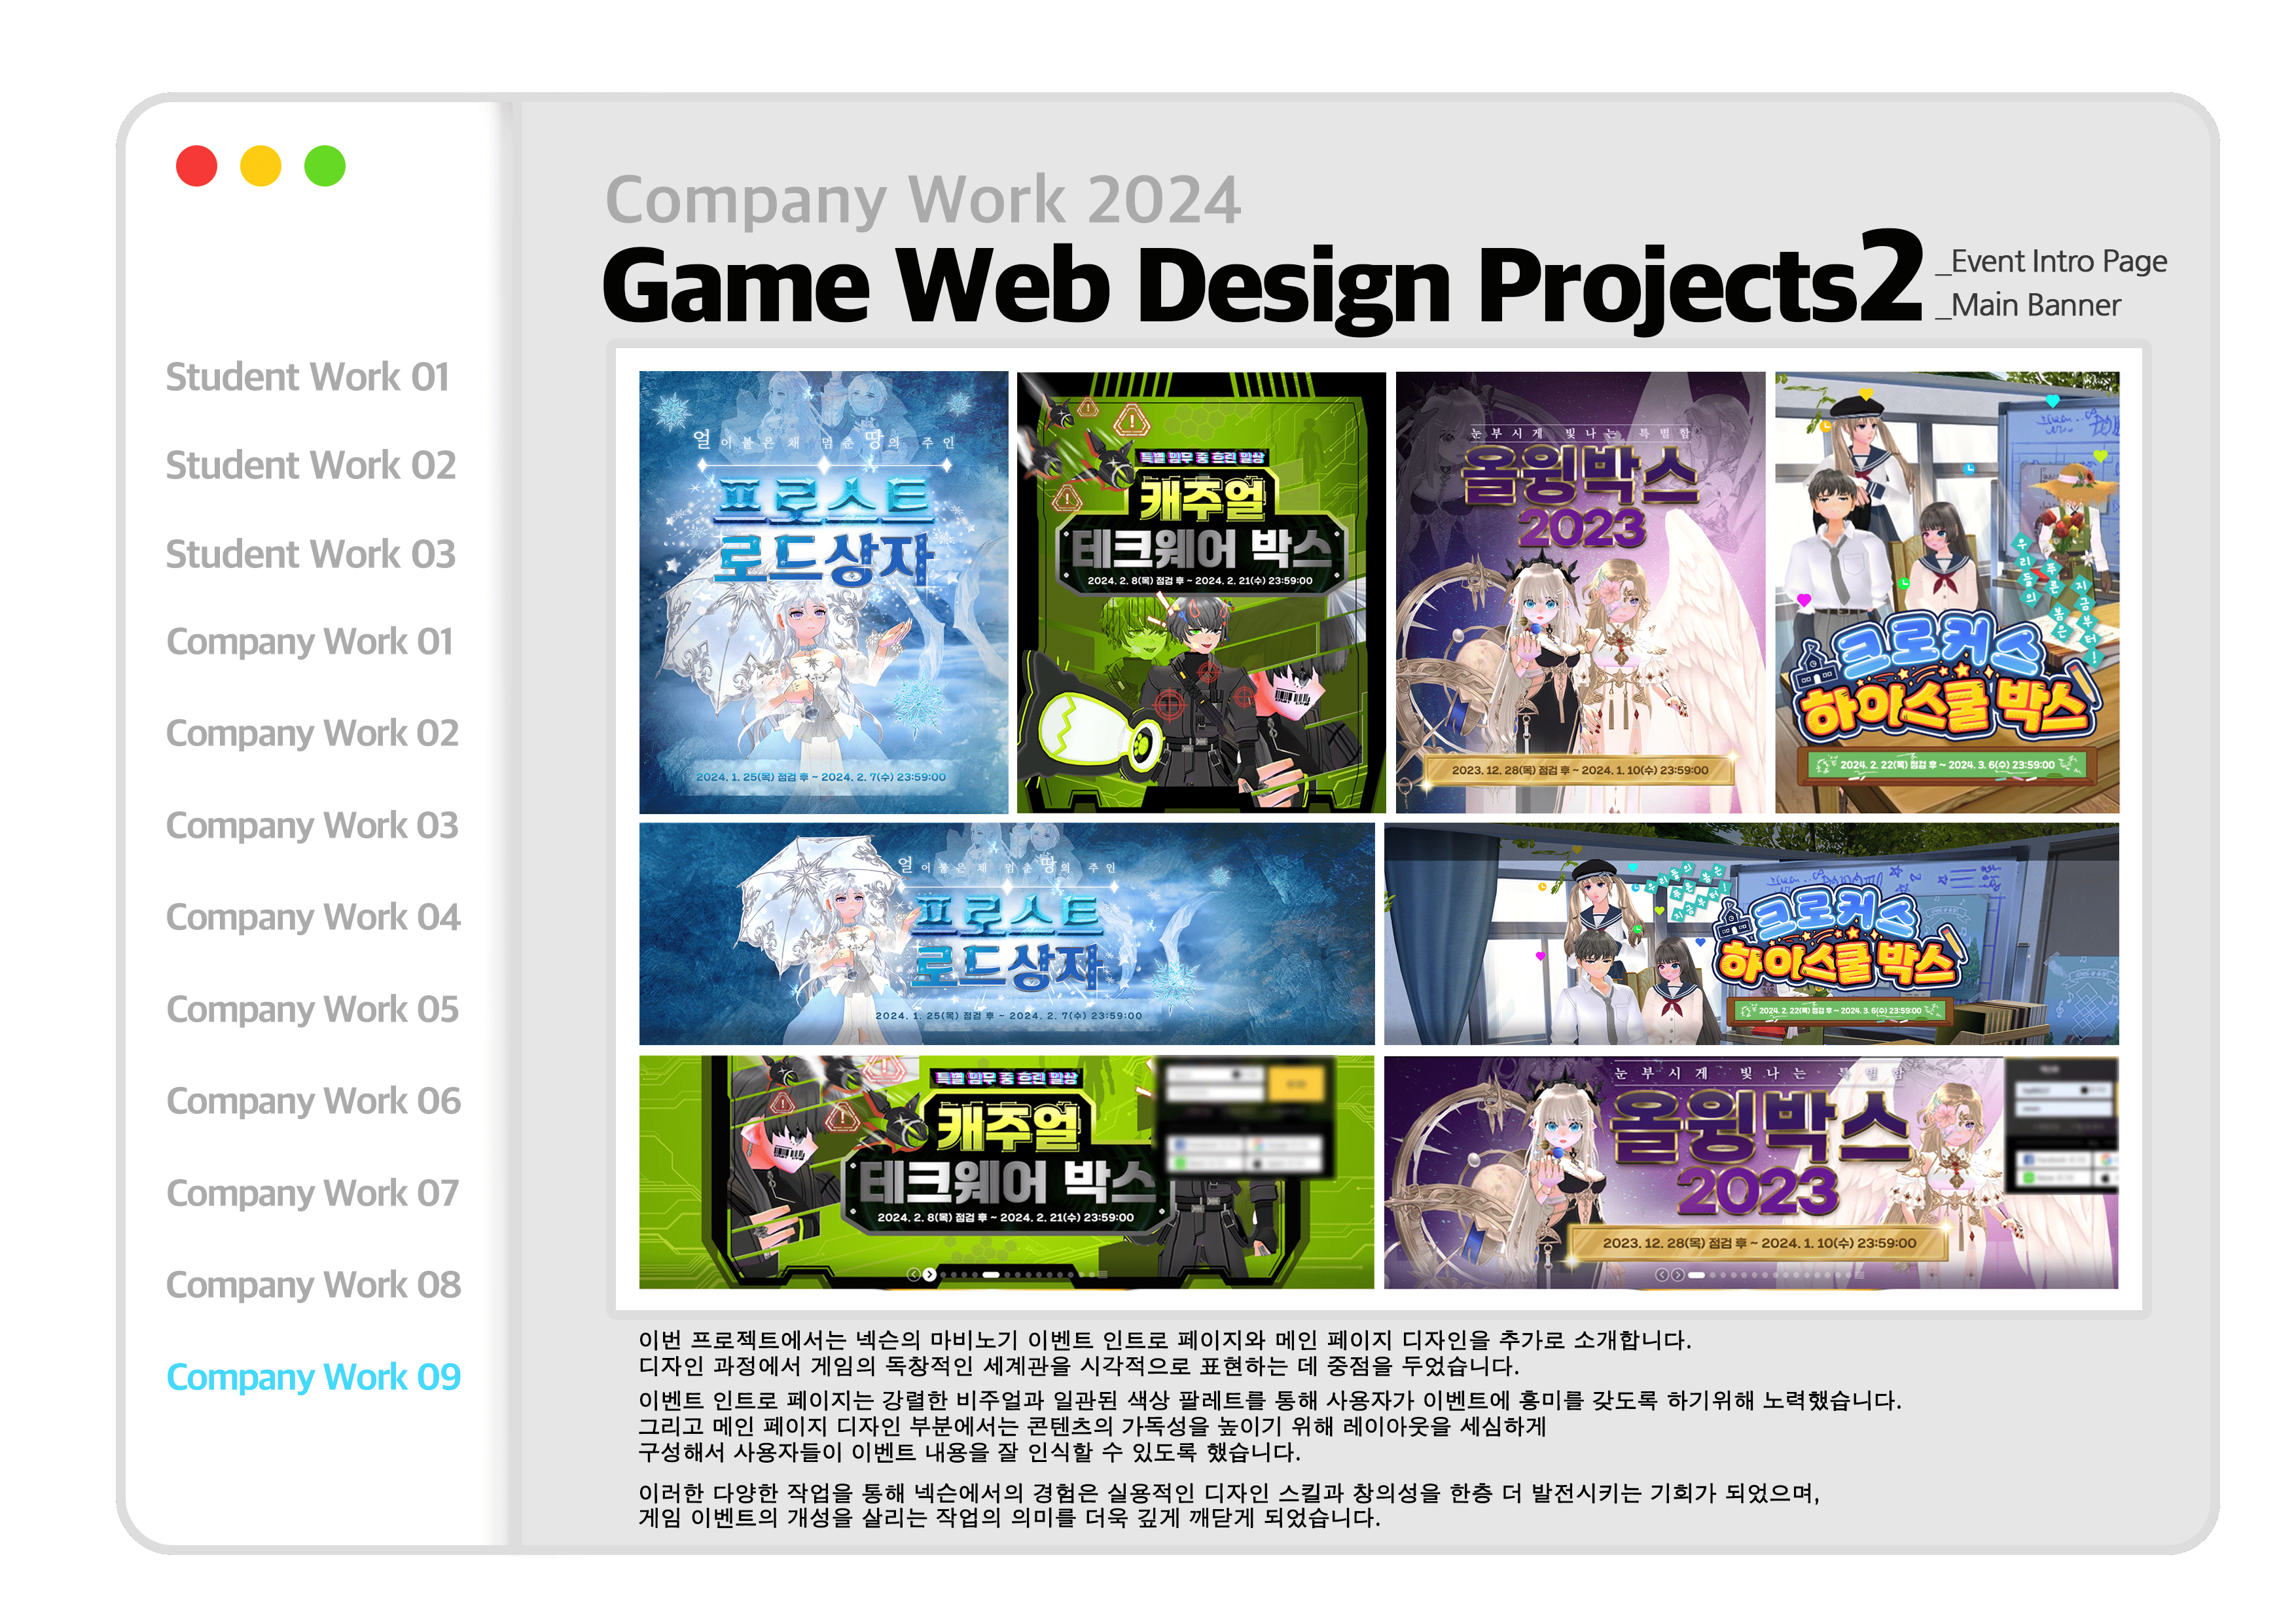 Company Work 2024
Game Web Design Projects2
_Event Intro Page
_Main Banner
Student Work 01
Student Work 02
Student Work 03
Company Work 01
Company Work 02
Company Work 03
Company Work 04
Company Work 05
Company Work 06
Company Work 07
Company Work 08
Company Work 09
얼어붙은 채 멈춘 땅의 주인
프로스트
로드상자
2024. 1. 25(목) 점검 후 ~ 2024. 2. 7(수) 23:59:00
특별 임무 중 흐린 일상
캐주얼
테크웨어 박스
2024. 2. 8(목) 점검 후 ~ 2024. 2. 21(수) 23:59:00
눈부시게 빛나는 특별함
올윙박스
2023
2023. 12. 28(목) 점검 후 ~ 2024. 1. 10(수) 23:59:00
우리들의
푸른 봄은
지금부터!
크로커스
하이스쿨 박스
2024. 2. 22(목) 점검 후 ~ 2024. 3. 6(수) 23:59:00
얼어붙은 채 멈춘 땅의 주인
프로스트
로드상자
2024. 1. 25(목) 점검 후 ~ 2024. 2. 7(수) 23:59:00
우리들의
푸른 봄은
지금부터!
크로커스
하이스쿨 박스
2024. 2. 22(목) 점검 후 ~ 2024. 3. 6(수) 23:59:00
특별 임무 중 흐린 일상
캐주얼
테크웨어 박스
2024. 2. 8(목) 점검 후 ~ 2024. 2. 21(수) 23:59:00
눈부시게 빛나는 특별함
올윙박스
2023
2023. 12. 28(목) 점검 후 ~ 2024. 1. 10(수) 23:59:00
이번 프로젝트에서는 넥슨의 마비노기 이벤트 인트로 페이지와 메인 페이지 디자인을 추가로 소개합니다.
디자인 과정에서 게임의 독창적인 세계관을 시각적으로 표현하는 데 중점을 두었습니다.
이벤트 인트로 페이지는 강렬한 비주얼과 일관된 색상 팔레트를 통해 사용자가 이벤트에 흥미를 갖도록 하기위해 노력했습니다.
그리고 메인 페이지 디자인 부분에서는 콘텐츠의 가독성을 높이기 위해 레이아웃을 세심하게
구성해서 사용자들이 이벤트 내용을 잘 인식할 수 있도록 했습니다.
이러한 다양한 작업을 통해 넥슨에서의 경험은 실용적인 디자인 스킬과 창의성을 한층 더 발전시키는 기회가 되었으며,
게임 이벤트의 개성을 살리는 작업의 의미를 더욱 깊게 깨닫게 되었습니다.